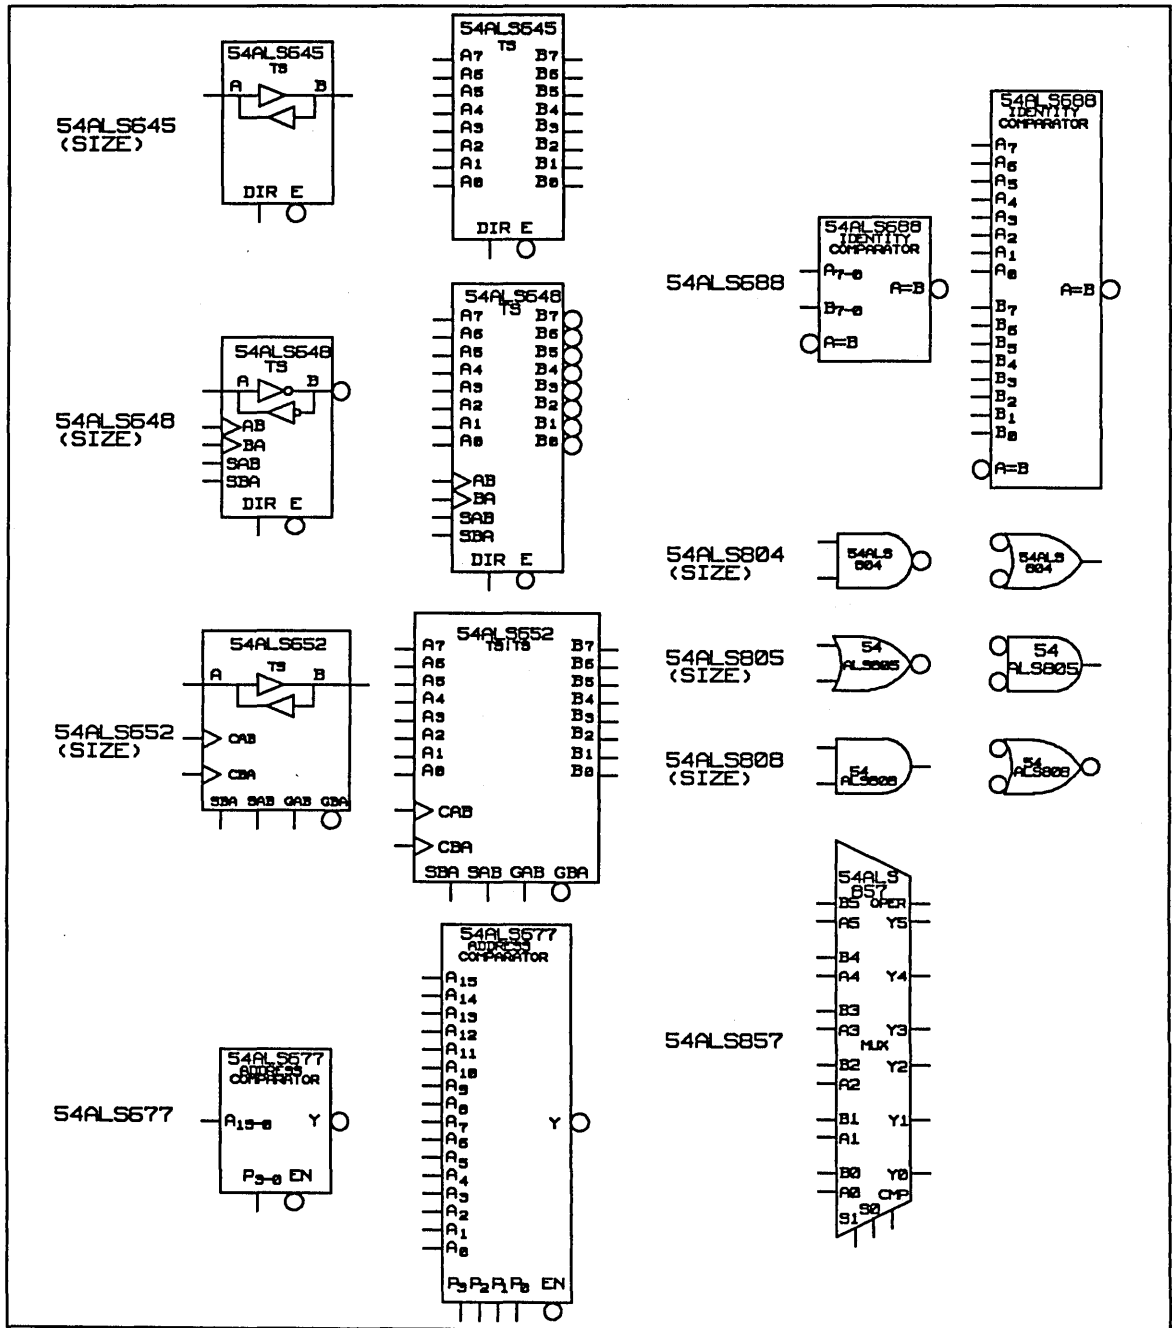 54ALS645
(SIZE)
54ALS645
TS
A B
DIR E
54ALS645
TS
A7 B7
A6 B6
A5 B5
A4 B4
A3 B3
A2 B2
A1 B1
A0 B0
DIR E
54ALS648
(SIZE)
54ALS648
TS
A B
AB
BA
SAB
SBA
DIR E
54ALS648
TS
A7 B7
A6 B6
A5 B5
A4 B4
A3 B3
A2 B2
A1 B1
A0 B0
AB
BA
SAB
SBA
DIR E
54ALS652
(SIZE)
54ALS652
TS
A B
CAB
CBA
SBA SAB GAB GBA
54ALS652
TS|TS
A7 B7
A6 B6
A5 B5
A4 B4
A3 B3
A2 B2
A1 B1
A0 B0
CAB
CBA
SBA SAB GAB GBA
54ALS677
54ALS677
ADDRESS
COMPARATOR
A15-0 Y
P3-0 EN
54ALS677
ADDRESS
COMPARATOR
A15
A14
A13
A12
A11
A10
A9
A8
A7 Y
A6
A5
A4
A3
A2
A1
A0
P3 P2 P1 P0 EN
54ALS688
54ALS688
IDENTITY
COMPARATOR
A7-0
A=B
B7-0
A=B
54ALS688
IDENTITY
COMPARATOR
A7
A6
A5
A4
A3
A2
A1
A0
A=B
B7
B6
B5
B4
B3
B2
B1
B0
A=B
54ALS804
(SIZE)
54ALS
804
54ALS
804
54ALS805
(SIZE)
54
ALS805
54
ALS805
54ALS808
(SIZE)
54
ALS808
54
ALS808
54ALS857
54ALS
857
B5 OPER
A5 Y5
B4
A4 Y4
B3
A3 Y3
MUX
B2 Y2
A2
B1 Y1
A1
B0 Y0
A0 CMP
S1 S0